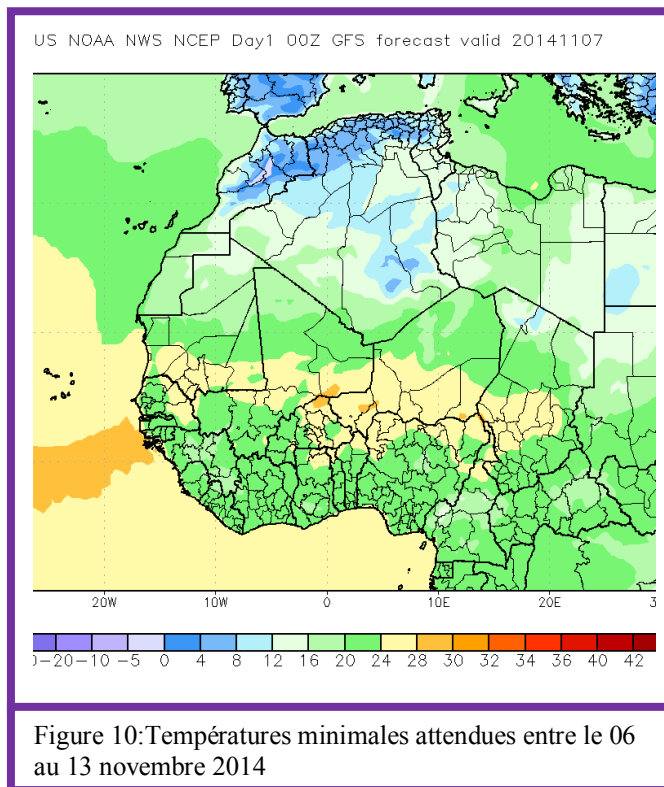 US NOAA NWS NCEP Day1 00Z GFS forecast valid 20141107
20W 10W 0 10E 20E 3
0-20-10 -5 0 4 8 12 16 20 24 28 30 32 34 36 40 42
Figure 10:Températures minimales attendues entre le 06
au 13 novembre 2014